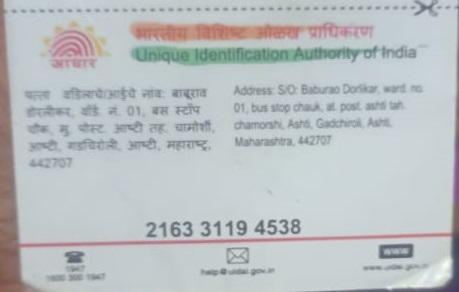 भारतीय विशिष्ट ओळख प्राधिकरण
Unique Identification Authority of India
आधार
पत्ता वडिलाचे/आईचे नांव: बाबूराव
डोरलीकर, वॉर्ड. नं. 01, बस स्टॉप
चौक, मु. पोस्ट. आष्टी तह. चामोर्शी,
आष्टी, गडचिरोली, आष्टी, महाराष्ट्र,
442707
Address: S/O: Baburao Dorlikar, ward. no.
01, bus stop chauk, at. post. ashti tah.
chamorshi, Ashti, Gadchiroli, Ashti,
Maharashtra, 442707
2163 3119 4538
1947
1800 300 1947
help@uidai.gov.in
www
www.uidai.gov.in